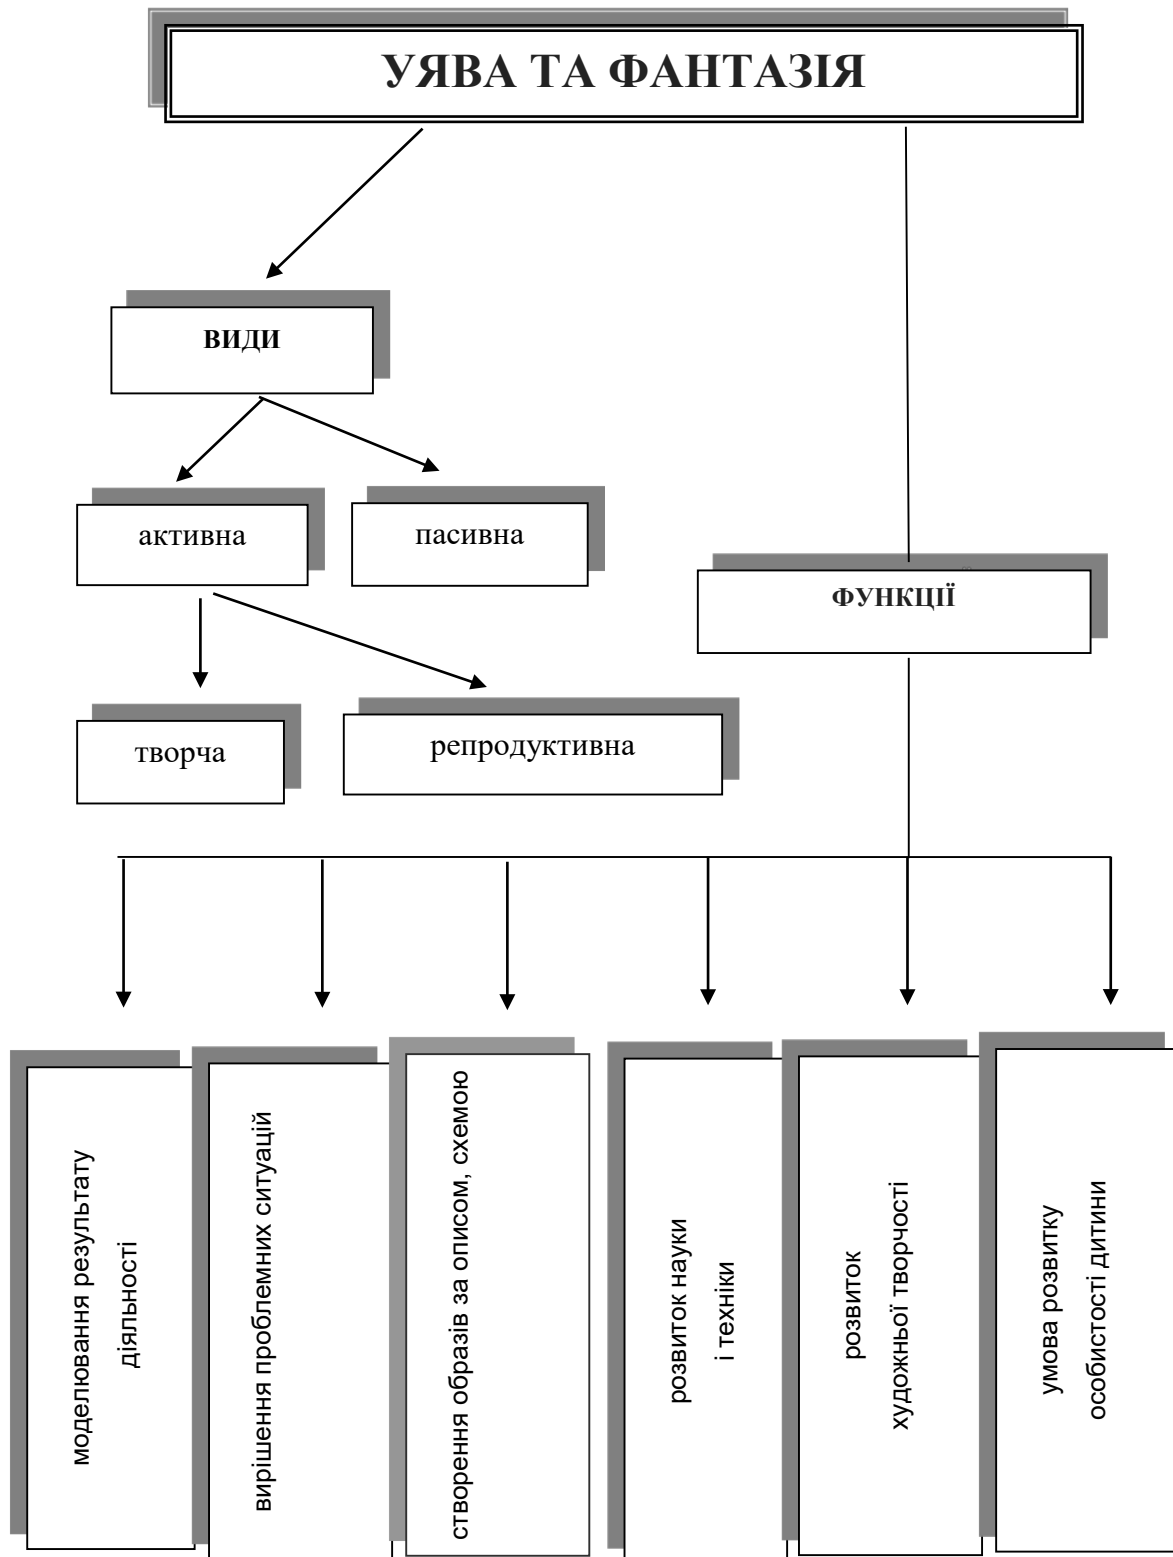 УЯВА ТА ФАНТАЗІЯ
ВИДИ
активна
пасивна
ФУНКЦІЇ
творча
репродуктивна
моделювання результату
діяльності
вирішення проблемних ситуацій
створення образів за описом, схемою
розвиток науки
і техніки
розвиток
художньої творчості
умова розвитку
особистості дитини